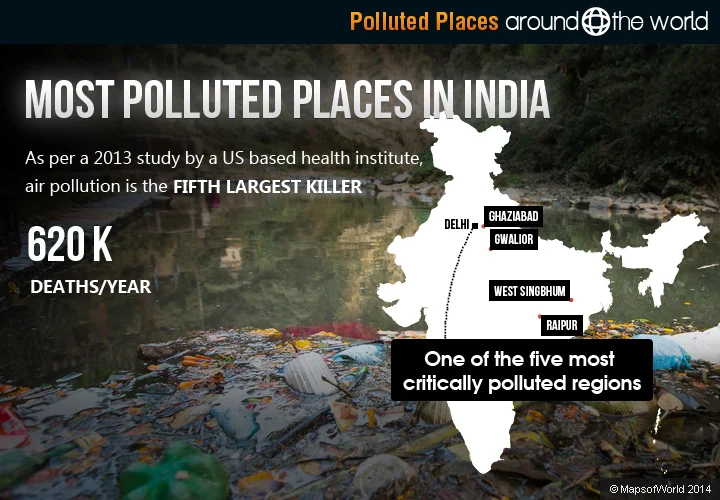 Polluted Places around the world
MOST POLLUTED PLACES IN INDIA
As per a 2013 study by a US based health institute,
air pollution is the FIFTH LARGEST KILLER
620 K
DEATHS/YEAR
DELHI
GHAZIABAD
GWALIOR
WEST SINGBHUM
RAIPUR
One of the five most
critically polluted regions
© MapsofWorld 2014